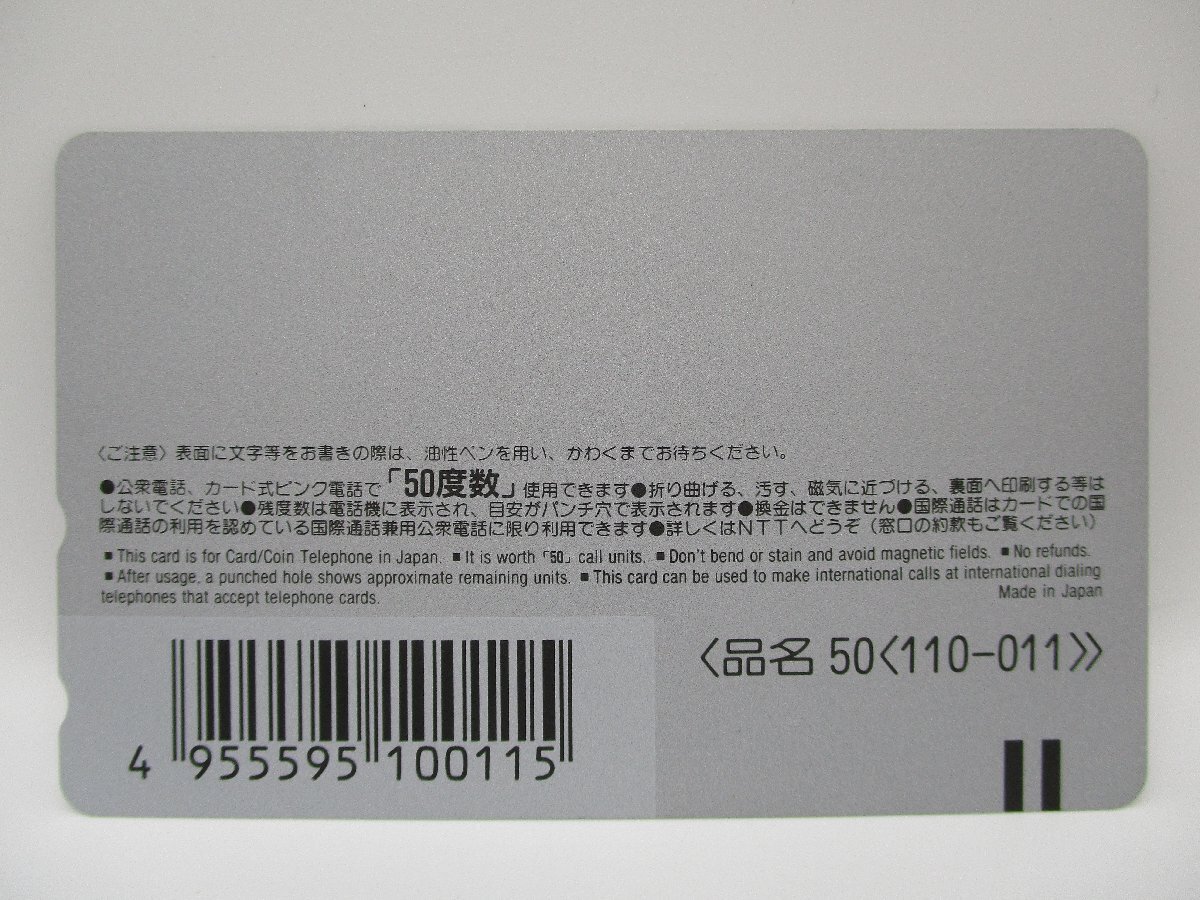 〈ご注意〉表面に文字等をお書きの際は、油性ペンを用い、かわくまでお待ちください。
●公衆電話、カード式ピンク電話で「50度数」使用できます●折り曲げる、汚す、磁気に近づける、裏面へ印刷する等は
しないでください●残度数は電話機に表示され、目安がパンチ穴で表示されます●換金はできません●国際通話はカードでの国
際通話の利用を認めている国際通話兼用公衆電話に限り利用できます●詳しくはNTTへどうぞ（窓口の約款もご覧ください）
■This card is for Card/Coin Telephone in Japan. ■It is worth「50」call units. ■Don't bend or stain and avoid magnetic fields. ■No refunds.
■After usage, a punched hole shows approximate remaining units. ■This card can be used to make international calls at international dialing
telephones that accept telephone cards. Made in Japan
〈品名 50〈110-011〉〉
4 955595 100115